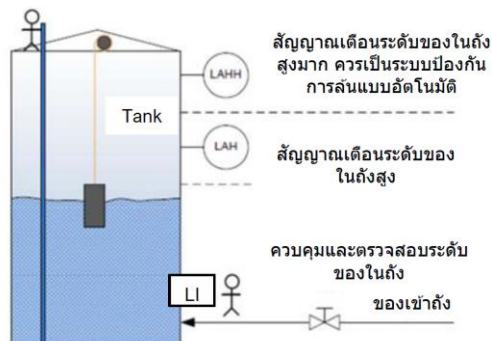 สัญญาณเตือนระดับของในถัง
สูงมาก ควรเป็นระบบป้องกัน
การล้นแบบอัตโนมัติ
LAHH
Tank
LAH
สัญญาณเตือนระดับของ
ในถังสูง
ควบคุมและตรวจสอบระดับ
ของในถัง
LI
ของเข้าถัง